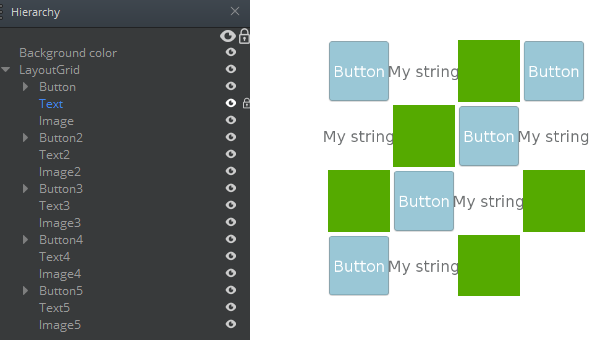 Hierarchy
Background color
LayoutGrid
Button
Text
Image
Button2
Text2
Image2
Button3
Text3
Image3
Button4
Text4
Image4
Button5
Text5
Image5
Button My string Button
My string Button My string
Button My string
Button My string